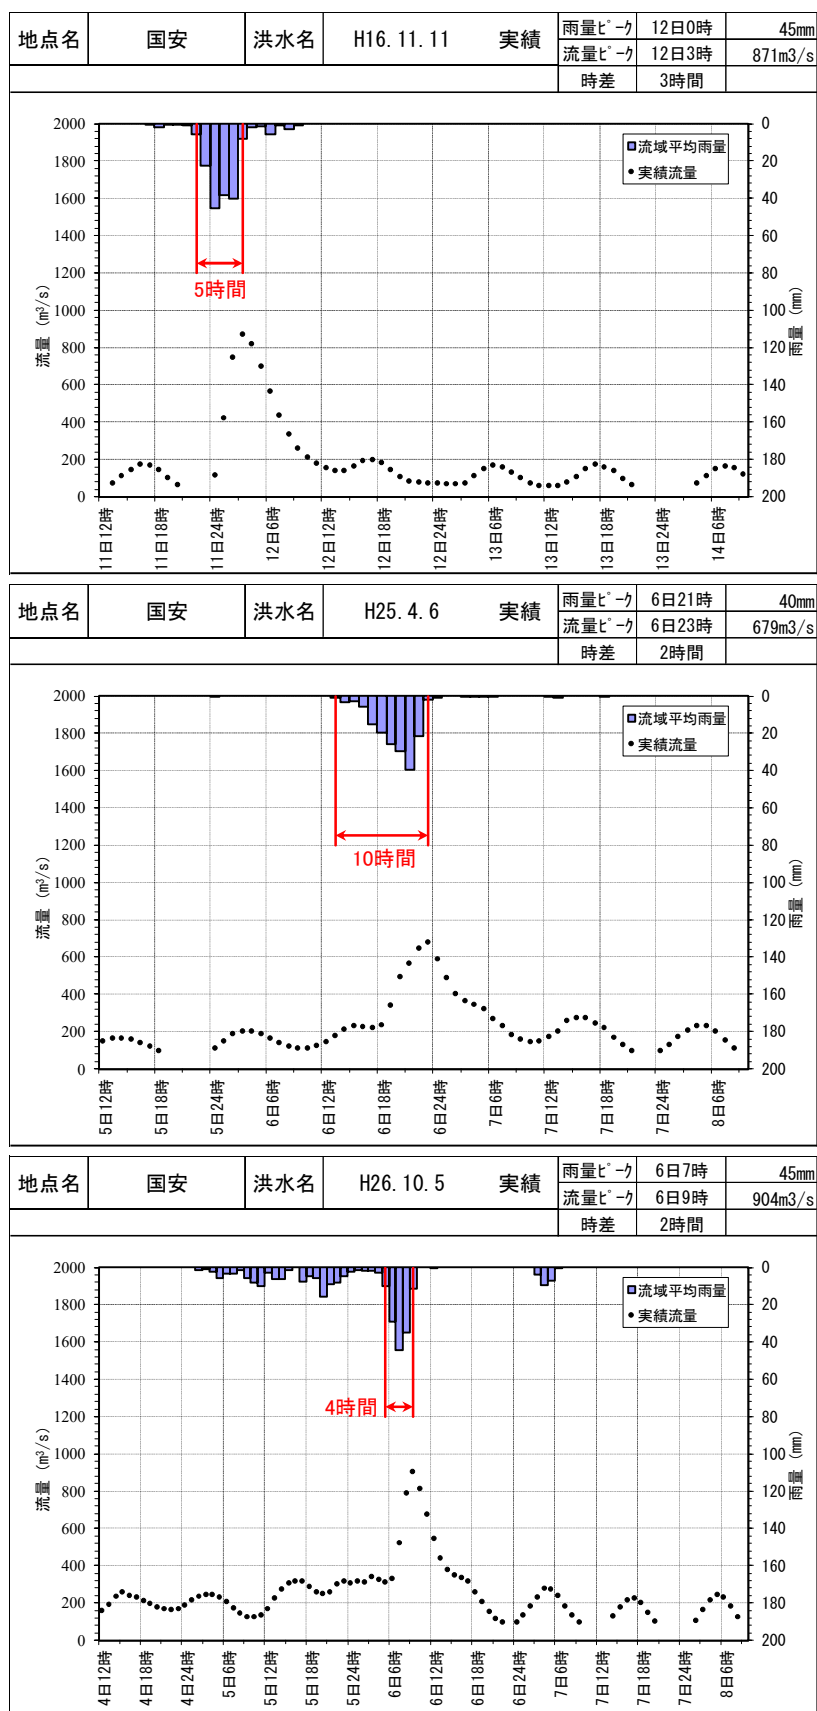 地点名 国安 洪水名 H16.11.11 実績 雨量ﾋﾟｰｸ 12日0時 45mm
流量ﾋﾟｰｸ 12日3時 871m3/s
時差 3時間
2000 0
流域平均雨量
1800 20
実績流量
1600 40
1400 60
1200 80
5時間
1000 100
流量 (m³/s) 雨量 (mm)
800 120
600 140
400 160
200 180
0 200
11日12時 11日18時 11日24時 12日6時 12日12時 12日18時 12日24時 13日6時 13日12時 13日18時 13日24時 14日6時
地点名 国安 洪水名 H25.4.6 実績 雨量ﾋﾟｰｸ 6日21時 40mm
流量ﾋﾟｰｸ 6日23時 679m3/s
時差 2時間
2000 0
流域平均雨量
1800 20
実績流量
1600 40
1400 60
1200 80
10時間
1000 100
流量 (m³/s) 雨量 (mm)
800 120
600 140
400 160
200 180
0 200
5日12時 5日18時 5日24時 6日6時 6日12時 6日18時 6日24時 7日6時 7日12時 7日18時 7日24時 8日6時
地点名 国安 洪水名 H26.10.5 実績 雨量ﾋﾟｰｸ 6日7時 45mm
流量ﾋﾟｰｸ 6日9時 904m3/s
時差 2時間
2000 0
流域平均雨量
1800 20
実績流量
1600 40
1400 60
4時間
1200 80
1000 100
流量 (m³/s) 雨量 (mm)
800 120
600 140
400 160
200 180
0 200
4日12時 4日18時 4日24時 5日6時 5日12時 5日18時 5日24時 6日6時 6日12時 6日18時 6日24時 7日6時 7日12時 7日18時 7日24時 8日6時